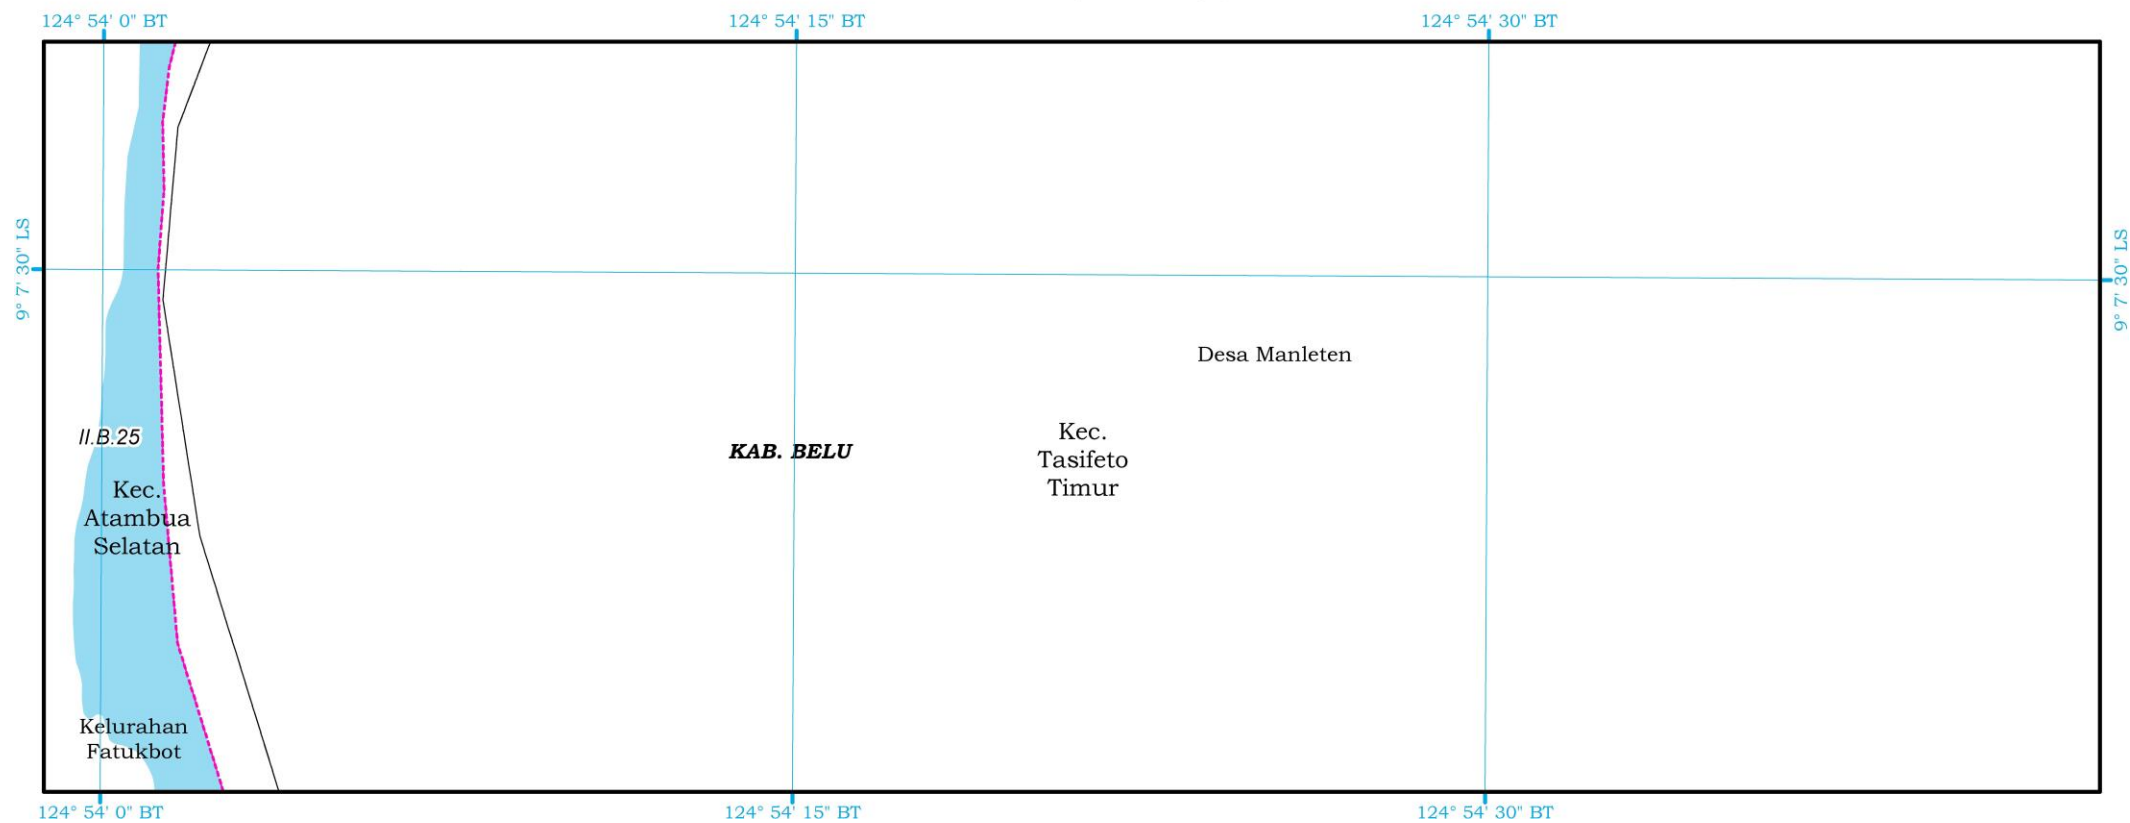 124° 54' 0" BT
124° 54' 15" BT
124° 54' 30" BT
9° 7' 30" LS
9° 7' 30" LS
Desa Manleten
II.B.25
KAB. BELU
Kec.
Tasifeto
Timur
Kec.
Atambua
Selatan
Kelurahan
Fatukbot
124° 54' 0" BT
124° 54' 15" BT
124° 54' 30" BT